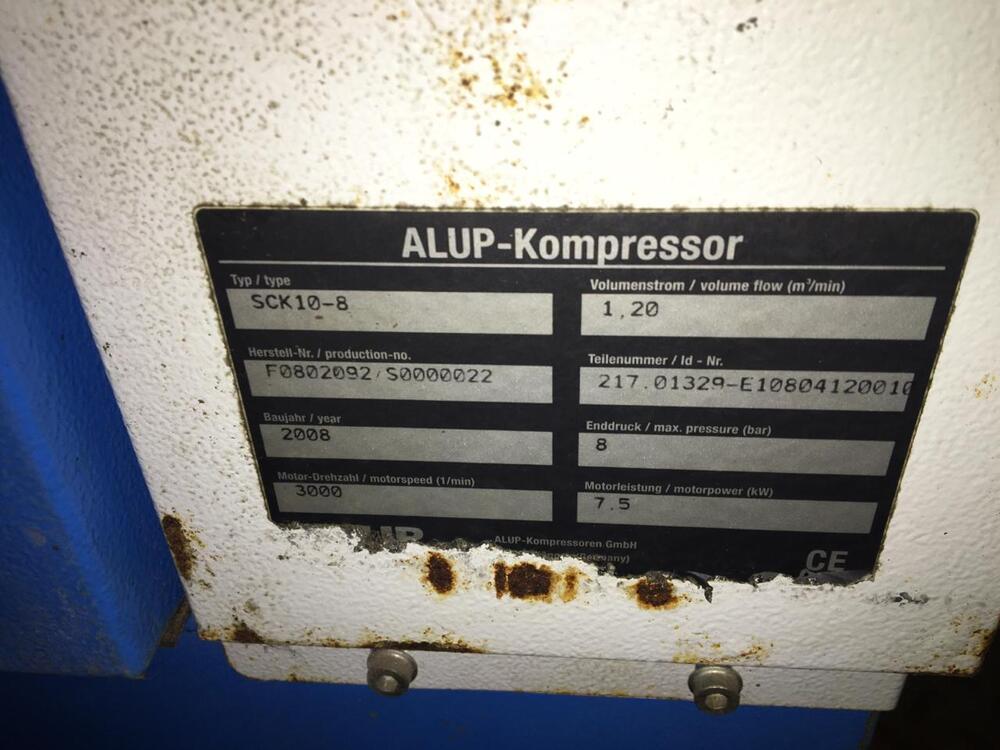 ALUP-Kompressor
Typ / type
SCK10-8
Volumenstrom / volume flow (m³/min)
1,20
Herstell-Nr. / production-no.
F0802092/S0000022
Teilenummer / Id - Nr.
217.01329-E10804120010
Baujahr / year
2008
Enddruck / max. pressure (bar)
8
Motor-Drehzahl / motorspeed (1/min)
3000
Motorleistung / motorpower (kW)
7.5
ALUP-Kompressoren GmbH
(Germany)
CE